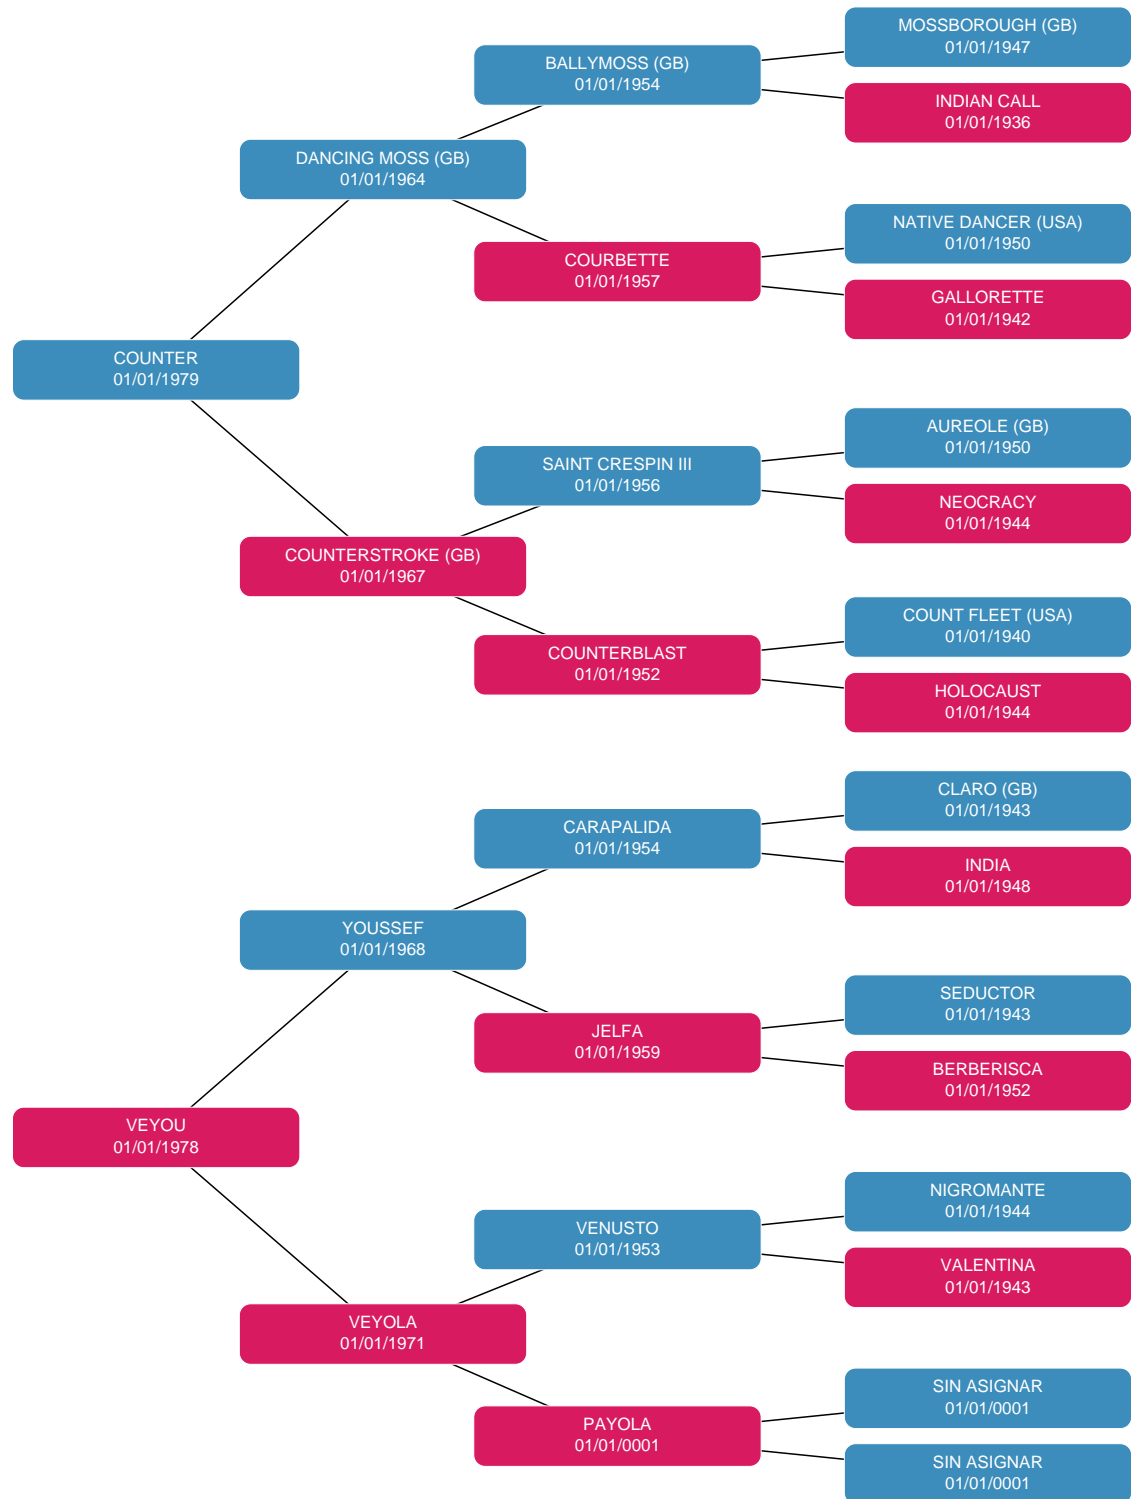 MOSSBOROUGH (GB)
01/01/1947
BALLYMOSS (GB)
01/01/1954
INDIAN CALL
01/01/1936
DANCING MOSS (GB)
01/01/1964
NATIVE DANCER (USA)
01/01/1950
COURBETTE
01/01/1957
GALLORETTE
01/01/1942
COUNTER
01/01/1979
AUREOLE (GB)
01/01/1950
SAINT CRESPIN III
01/01/1956
NEOCRACY
01/01/1944
COUNTERSTROKE (GB)
01/01/1967
COUNT FLEET (USA)
01/01/1940
COUNTERBLAST
01/01/1952
HOLOCAUST
01/01/1944
CLARO (GB)
01/01/1943
CARAPALIDA
01/01/1954
INDIA
01/01/1948
YOUSSEF
01/01/1968
SEDUCTOR
01/01/1943
JELFA
01/01/1959
BERBERISCA
01/01/1952
VEYOU
01/01/1978
NIGROMANTE
01/01/1944
VENUSTO
01/01/1953
VALENTINA
01/01/1943
VEYOLA
01/01/1971
SIN ASIGNAR
01/01/0001
PAYOLA
01/01/0001
SIN ASIGNAR
01/01/0001